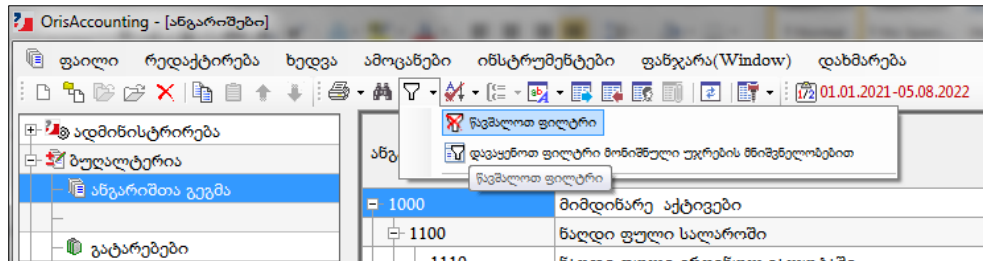 OrisAccounting - [ანგარიშები]
ფაილი რედაქტირება ხედვა ამოცანები ინსტრუმენტები ფანჯარა(Window) დახმარება
01.01.2021-05.08.2022
ადმინისტრირება
ბუღალტერია
ანგარიშთა გეგმა
გატარებები
წავშალოთ ფილტრი
დავაყენოთ ფილტრი მონიშნული უჯრების მნიშვნელობებით
წავშალოთ ფილტრი
1000 მიმდინარე აქტივები
1100 ნაღდი ფული სალაროში
1110